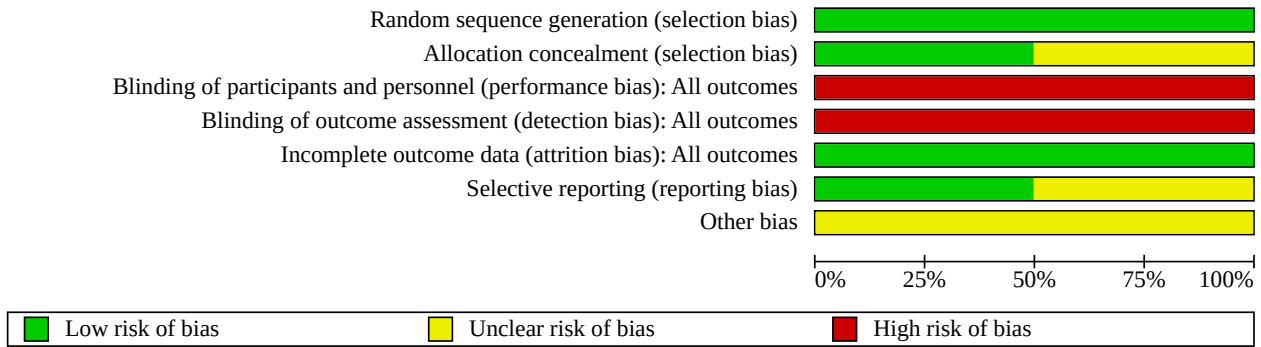 Random sequence generation (selection bias)
Allocation concealment (selection bias)
Blinding of participants and personnel (performance bias): All outcomes
Blinding of outcome assessment (detection bias): All outcomes
Incomplete outcome data (attrition bias): All outcomes
Selective reporting (reporting bias)
Other bias
0% 25% 50% 75% 100%
Low risk of bias Unclear risk of bias High risk of bias